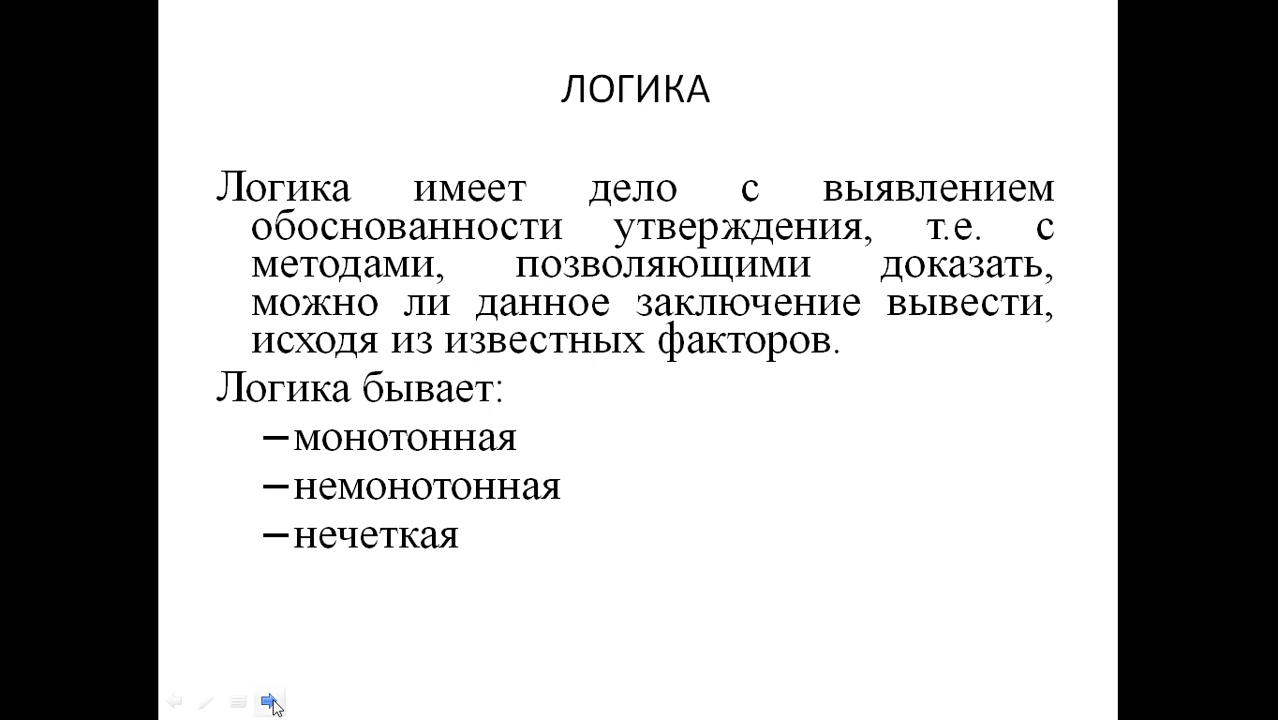 ЛОГИКА
Логика имеет дело с выявлением
обоснованности утверждения, т.е. с
методами, позволяющими доказать,
можно ли данное заключение вывести,
исходя из известных факторов.
Логика бывает:
–монотонная
–немонотонная
–нечеткая